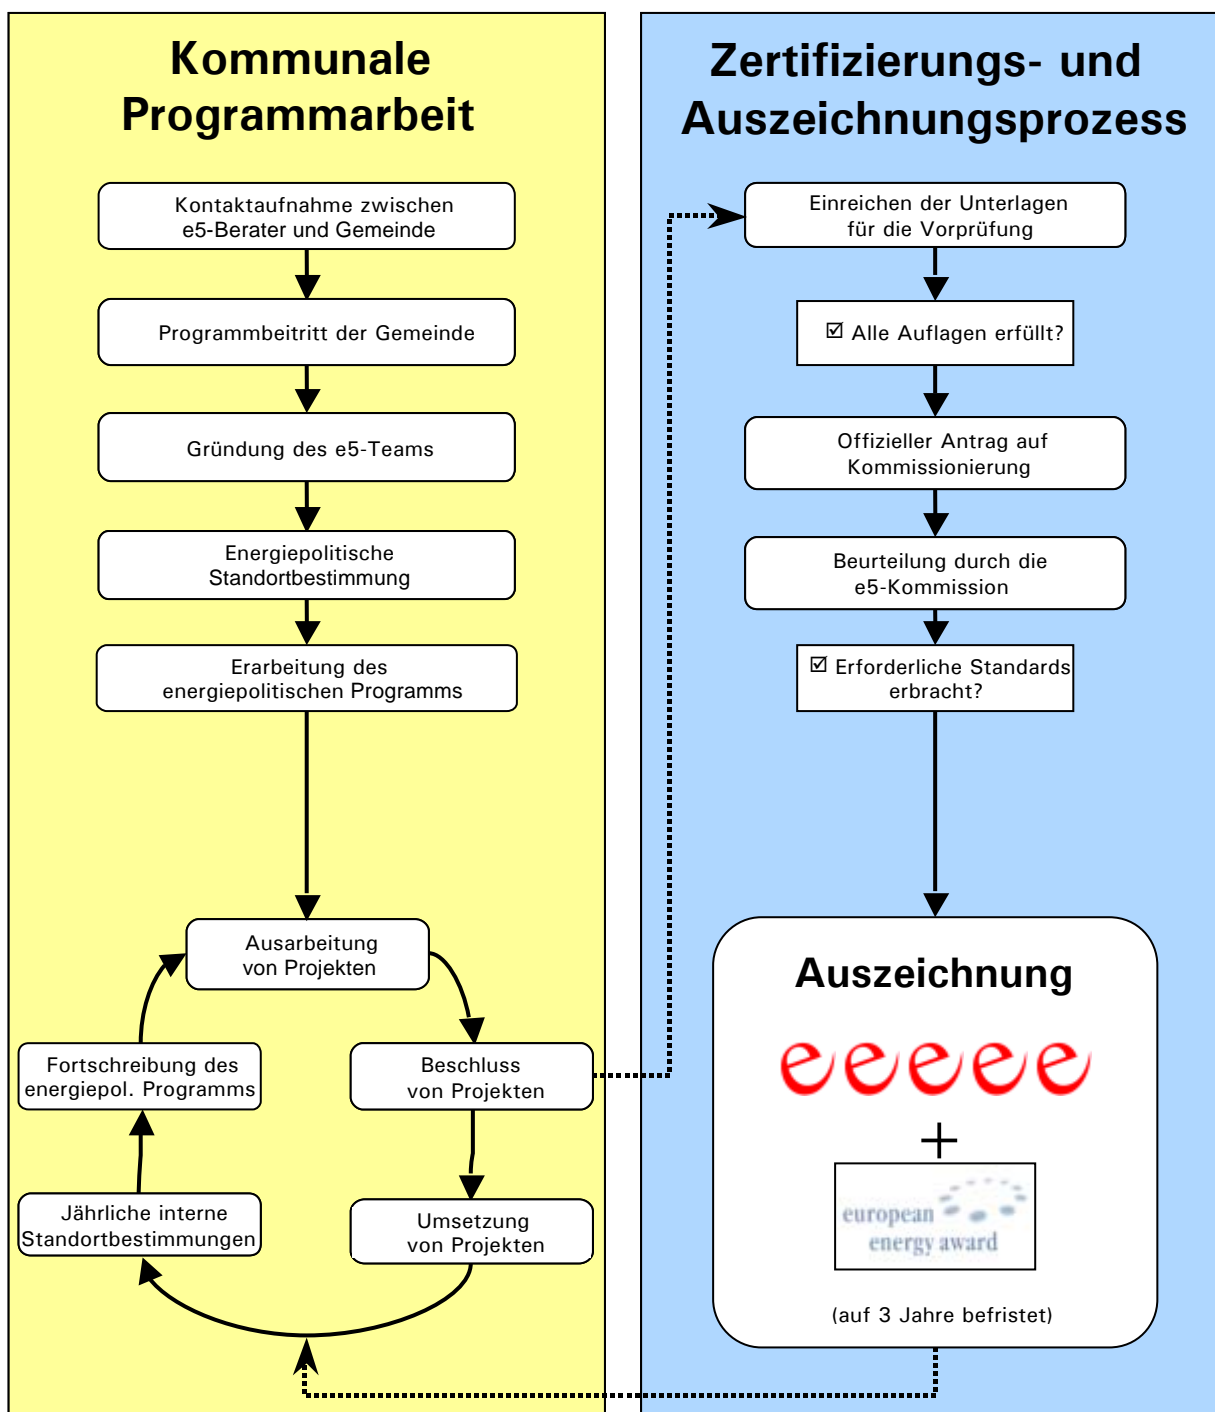 Kommunale
Programmarbeit
Kontaktaufnahme zwischen
e5-Berater und Gemeinde
Programmbeitritt der Gemeinde
Gründung des e5-Teams
Energiepolitische
Standortbestimmung
Erarbeitung des
energiepolitischen Programms
Ausarbeitung
von Projekten
Beschluss
von Projekten
Umsetzung
von Projekten
Jährliche interne
Standortbestimmungen
Fortschreibung des
energiepol. Programms
Zertifizierungs- und
Auszeichnungsprozess
Einreichen der Unterlagen
für die Vorprüfung
☑ Alle Auflagen erfüllt?
Offizieller Antrag auf
Kommissionierung
Beurteilung durch die
e5-Kommission
☑ Erforderliche Standards
erbracht?
Auszeichnung
eeeee
+
european
energy award
(auf 3 Jahre befristet)